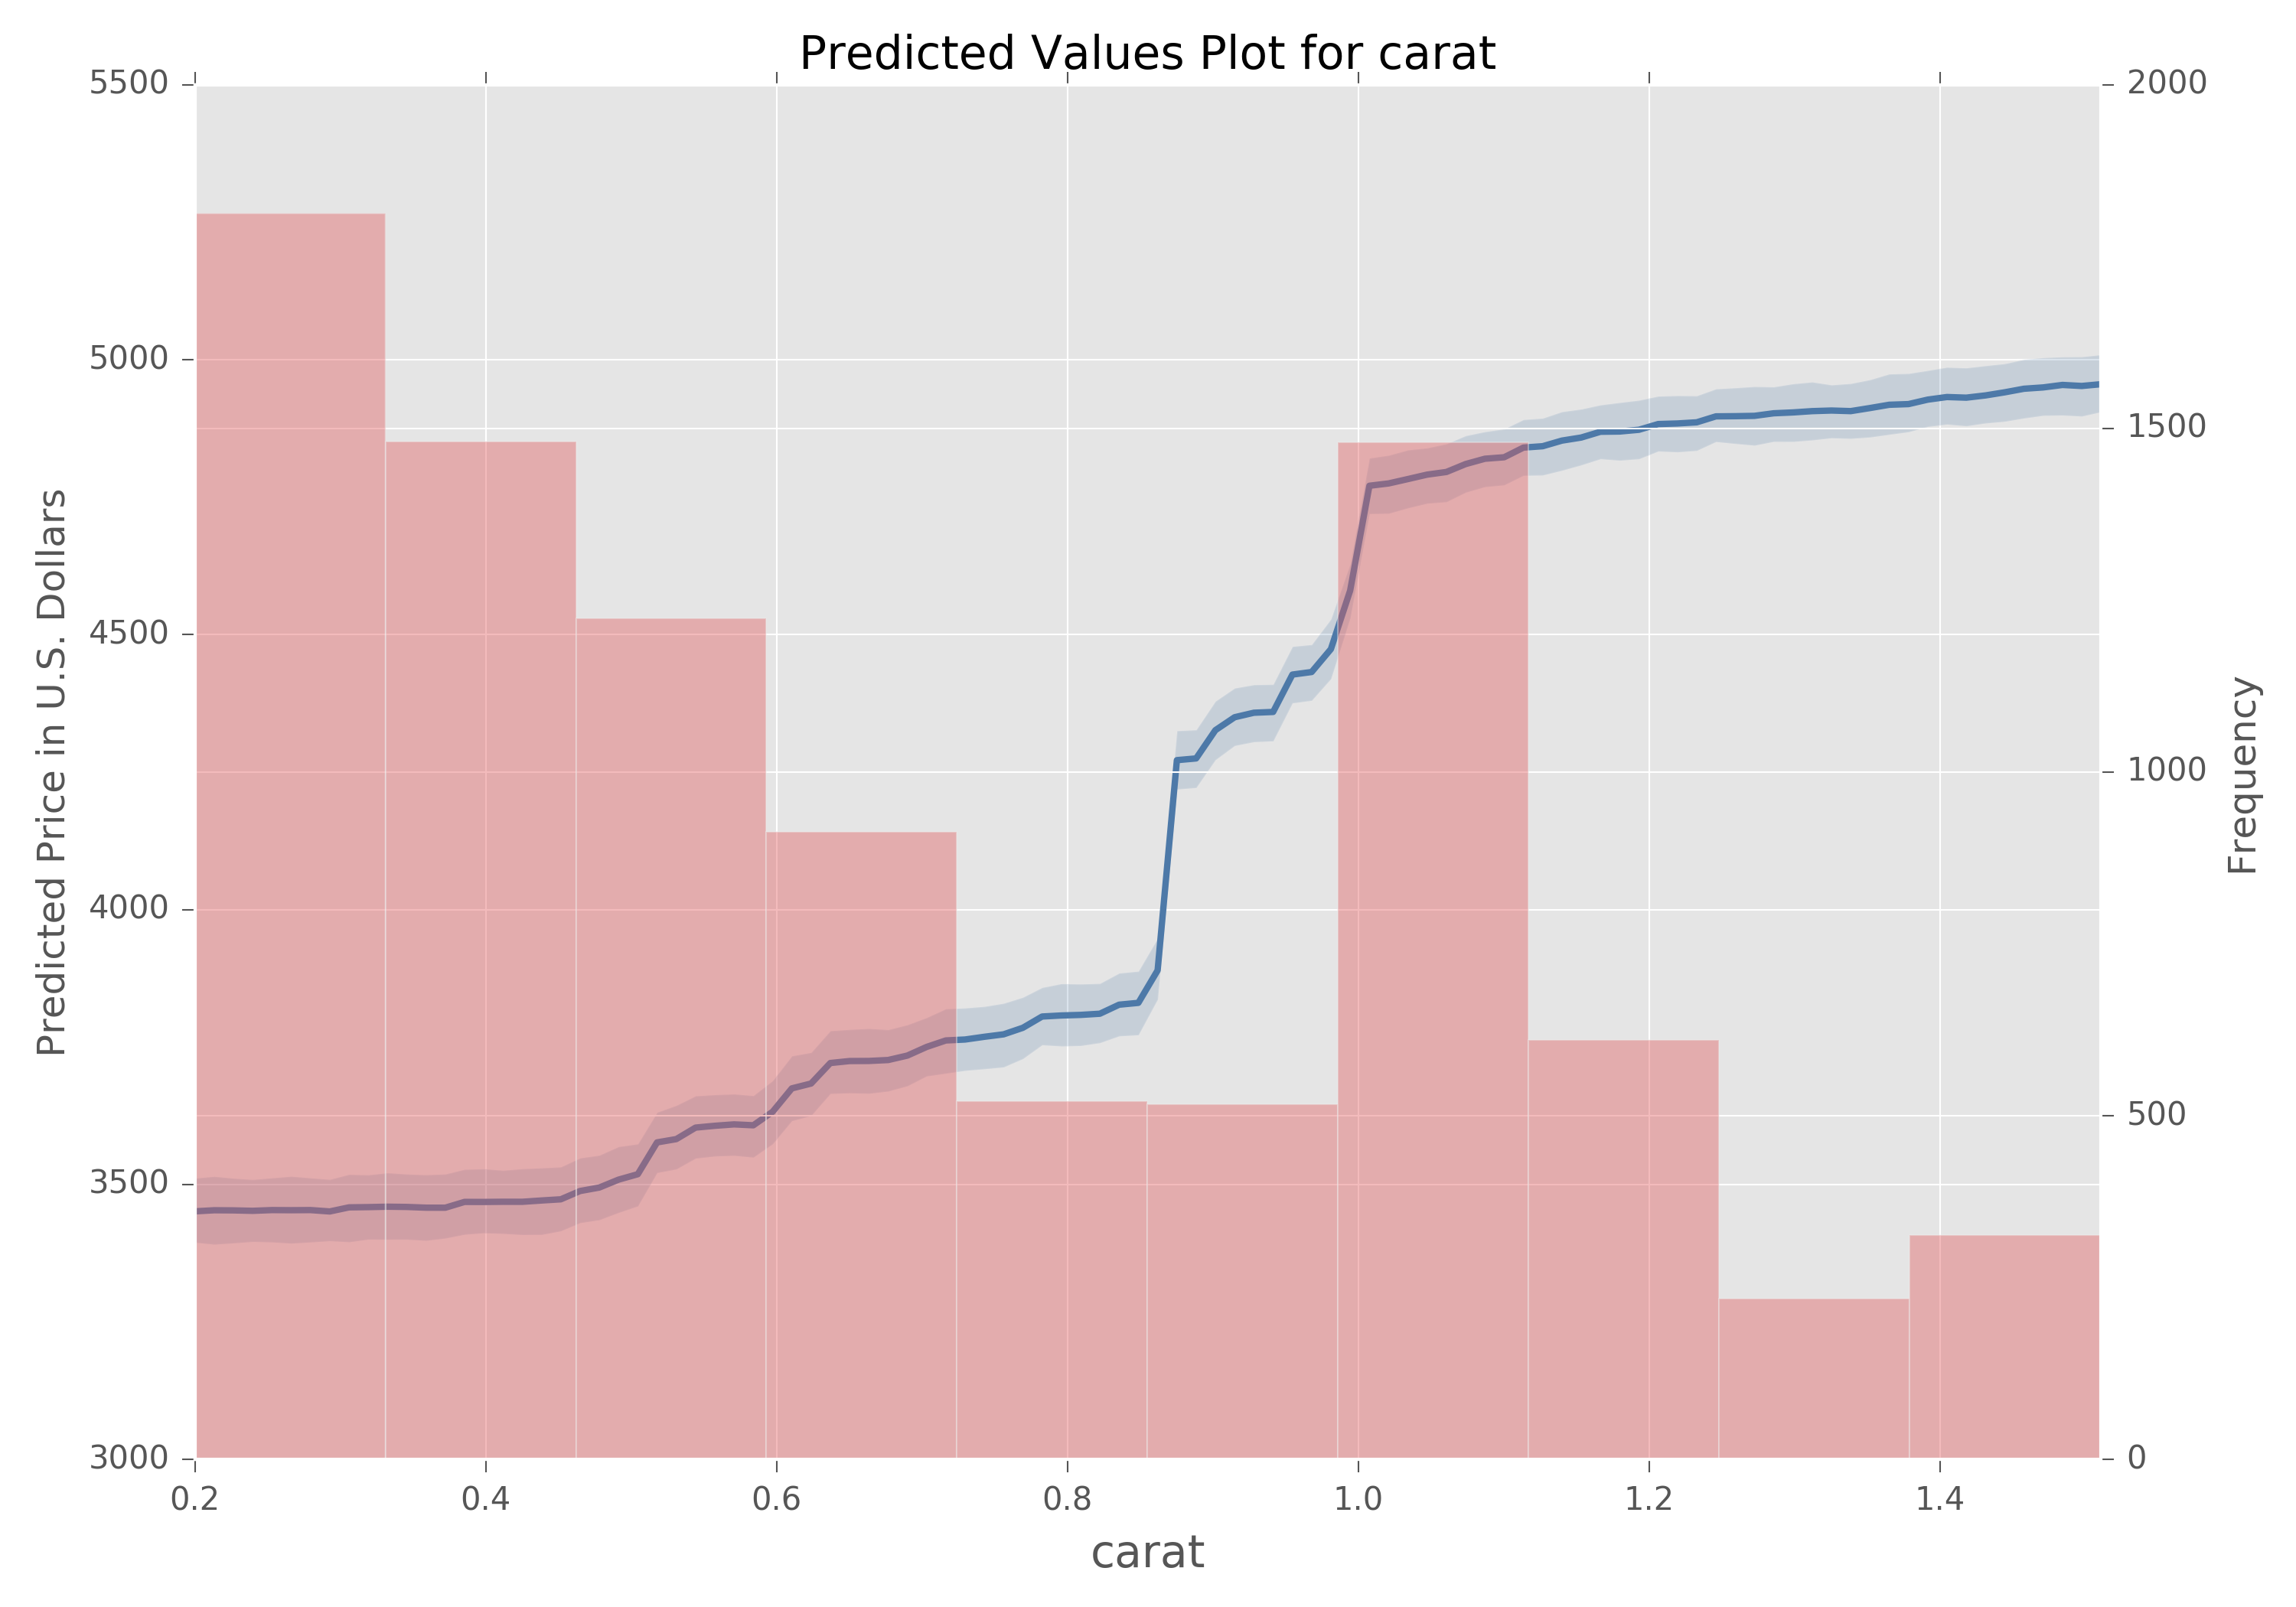 Predicted Values Plot for carat
5500
5000
4500
4000
3500
3000
Predicted Price in U.S. Dollars
2000
1500
1000
500
0
Frequency
0.2 0.4 0.6 0.8 1.0 1.2 1.4
carat